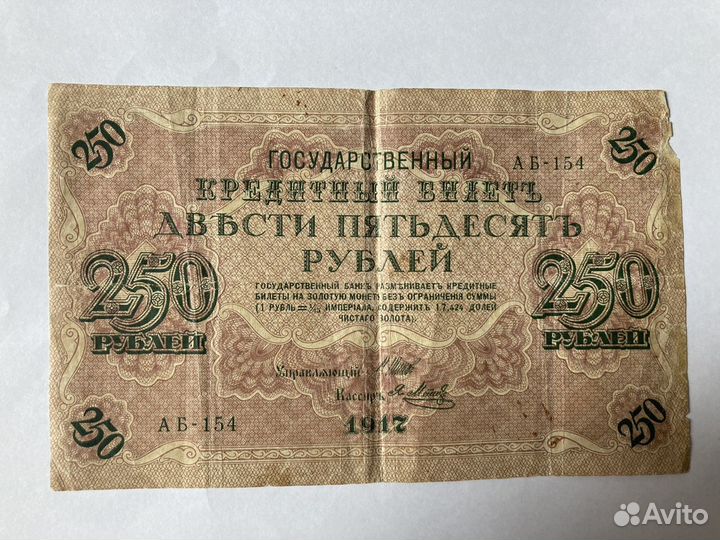 250 250
ГОСУДАРСТВЕННЫЙ АБ-154
КРЕДИТНЫЙ БИЛЕТЪ
ДВѢСТИ ПЯТЬДЕСЯТЪ
РУБЛЕЙ
250 РУБЛЕЙ
250 РУБЛЕЙ
ГОСУДАРСТВЕННЫЙ БАНКЪ РАЗМѢНИВАЕТЪ КРЕДИТНЫЕ
БИЛЕТЫ НА ЗОЛОТУЮ МОНЕТУ БЕЗЪ ОГРАНИЧЕНІЯ СУММЫ
(1 РУБЛЬ = 1/15 ИМПЕРІАЛА, СОДЕРЖИТЪ 17,424 ДОЛЕЙ
ЧИСТАГО ЗОЛОТА).
Управляющій
Кассиръ
АБ-154 1917
250 250
Avito